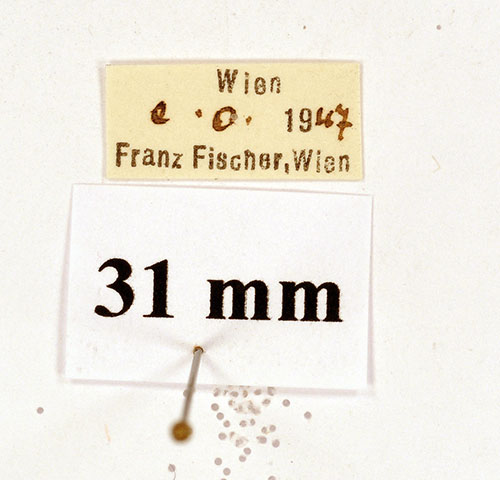 Wien
e. o. 1947
Franz Fischer, Wien
31 mm